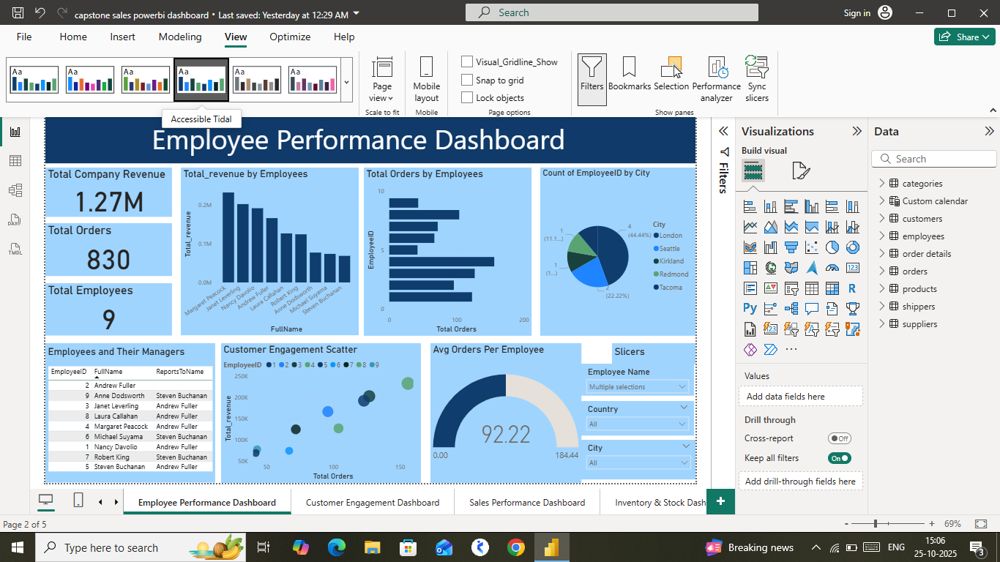 capstone sales powerbi dashboard • Last saved: Yesterday at 12:29 AM
Search
Sign in
File
Home
Insert
Modeling
View
Optimize
Help
Share
Aa
Aa
Aa
Aa
Aa
Aa
Page view
Scale to fit
Mobile layout
Mobile
Visual_Gridline_Show
Snap to grid
Lock objects
Page options
Filters
Bookmarks
Selection
Performance analyzer
Sync slicers
Show panes
Accessible Tidal
Employee Performance Dashboard
Total Company Revenue
1.27M
Total Orders
830
Total Employees
9
Total_revenue by Employees
Total_revenue
0.2M
0.1M
0.0M
Margaret Peacock
Janet Leverling
Nancy Davolio
Andrew Fuller
Laura Callahan
Robert King
Anne Dodsworth
Michael Suyama
Steven Buchanan
FullName
Total Orders by Employees
EmployeeID
10
5
0
0
100
200
Total Orders
Count of EmployeeID by City
4
(44.44%)
2
(22.22%)
1
(1...)
1
(11.1...)
City
London
Seattle
Kirkland
Redmond
Tacoma
Employees and Their Managers
EmployeeID FullName ReportsToName
2 Andrew Fuller
9 Anne Dodsworth Steven Buchanan
3 Janet Leverling Andrew Fuller
8 Laura Callahan Andrew Fuller
4 Margaret Peacock Andrew Fuller
6 Michael Suyama Steven Buchanan
1 Nancy Davolio Andrew Fuller
7 Robert King Steven Buchanan
5 Steven Buchanan Andrew Fuller
Customer Engagement Scatter
EmployeeID 1 2 3 4 5 6 7 8 9
Total_revenue
250K
200K
150K
100K
50K
50
100
150
Total Orders
Avg Orders Per Employee
92.22
0.00
184.44
Slicers
Employee Name
Multiple selections
Country
All
City
All
Filters
Visualizations
Build visual
123
R
Py
Values
Add data fields here
Drill through
Cross-report
Off
Keep all filters
On
Add drill-through fields here
Data
Search
categories
Custom calendar
customers
employees
order details
orders
products
shippers
suppliers
DAX
TMDL
Employee Performance Dashboard
Customer Engagement Dashboard
Sales Performance Dashboard
Inventory & Stock Dash
Page 2 of 5
69%
Type here to search
Breaking news
ENG
15:06
25-10-2025
3